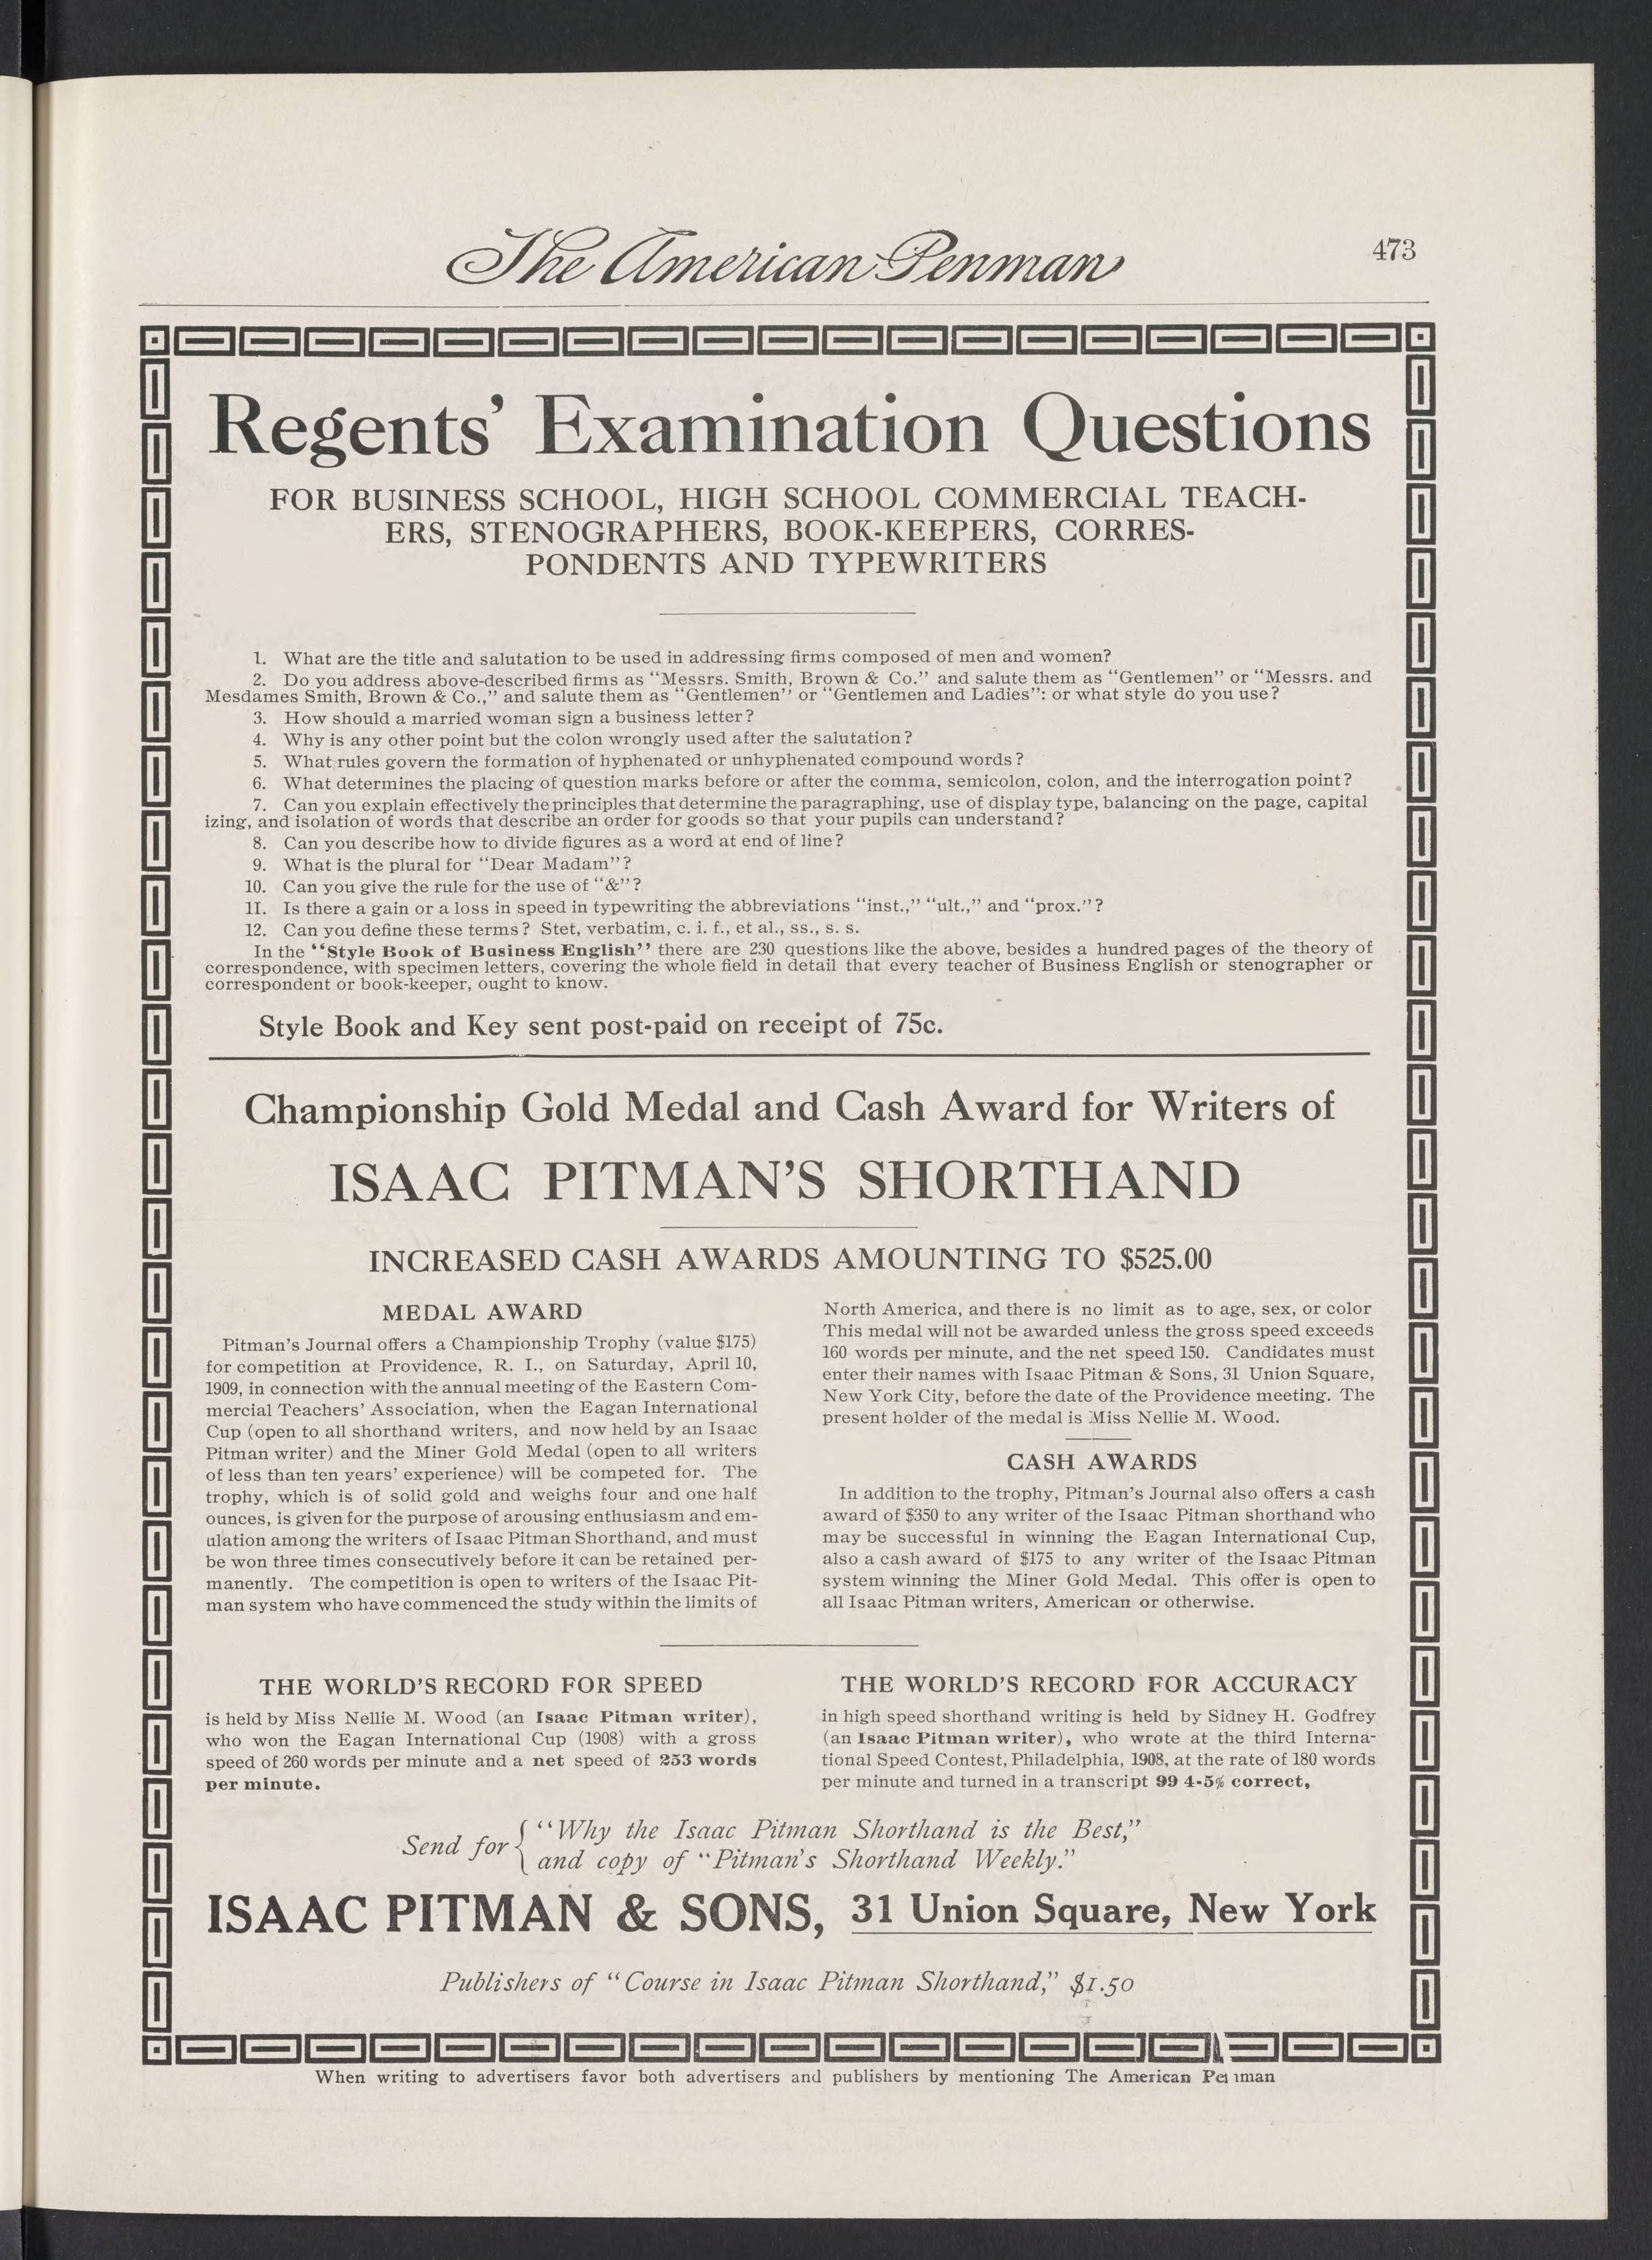 The American Penman
473
Regents' Examination Questions
FOR BUSINESS SCHOOL, HIGH SCHOOL COMMERCIAL TEACH-
ERS, STENOGRAPHERS, BOOK-KEEPERS, CORRES-
PONDENTS AND TYPEWRITERS
1. What are the title and salutation to be used in addressing firms composed of men and women?
2. Do you address above-described firms as "Messrs. Smith, Brown & Co." and salute them as "Gentlemen" or "Messrs. and
Mesdames Smith, Brown & Co.," and salute them as "Gentlemen" or "Gentlemen and Ladies": or what style do you use?
3. How should a married woman sign a business letter?
4. Why is any other point but the colon wrongly used after the salutation?
5. What rules govern the formation of hyphenated or unhyphenated compound words?
6. What determines the placing of question marks before or after the comma, semicolon, colon, and the interrogation point?
7. Can you explain effectively the principles that determine the paragraphing, use of display type, balancing on the page, capital
izing, and isolation of words that describe an order for goods so that your pupils can understand?
8. Can you describe how to divide figures as a word at end of line?
9. What is the plural for "Dear Madam"?
10. Can you give the rule for the use of "&"?
11. Is there a gain or a loss in speed in typewriting the abbreviations "inst.," "ult.," and "prox."?
12. Can you define these terms? Stet, verbatim, c. i. f., et al., ss., s. s.
In the "Style Book of Business English" there are 230 questions like the above, besides a hundred pages of the theory of
correspondence, with specimen letters, covering the whole field in detail that every teacher of Business English or stenographer or
correspondent or book-keeper, ought to know.
Style Book and Key sent post-paid on receipt of 75c.
Championship Gold Medal and Cash Award for Writers of
ISAAC PITMAN'S SHORTHAND
INCREASED CASH AWARDS AMOUNTING TO $525.00
MEDAL AWARD
Pitman's Journal offers a Championship Trophy (value $175)
for competition at Providence, R. I., on Saturday, April 10,
1909, in connection with the annual meeting of the Eastern Com-
mercial Teachers' Association, when the Eagan International
Cup (open to all shorthand writers, and now held by an Isaac
Pitman writer) and the Miner Gold Medal (open to all writers
of less than ten years' experience) will be competed for. The
trophy, which is of solid gold and weighs four and one half
ounces, is given for the purpose of arousing enthusiasm and em-
ulation among the writers of Isaac Pitman Shorthand, and must
be won three times consecutively before it can be retained per-
manently. The competition is open to writers of the Isaac Pit-
man system who have commenced the study within the limits of
North America, and there is no limit as to age, sex, or color
This medal will not be awarded unless the gross speed exceeds
160 words per minute, and the net speed 150. Candidates must
enter their names with Isaac Pitman & Sons, 31 Union Square,
New York City, before the date of the Providence meeting. The
present holder of the medal is Miss Nellie M. Wood.
CASH AWARDS
In addition to the trophy, Pitman's Journal also offers a cash
award of $350 to any writer of the Isaac Pitman shorthand who
may be successful in winning the Eagan International Cup,
also a cash award of $175 to any writer of the Isaac Pitman
system winning the Miner Gold Medal. This offer is open to
all Isaac Pitman writers, American or otherwise.
THE WORLD'S RECORD FOR SPEED
is held by Miss Nellie M. Wood (an Isaac Pitman writer),
who won the Eagan International Cup (1908) with a gross
speed of 260 words per minute and a net speed of 253 words
per minute.
THE WORLD'S RECORD FOR ACCURACY
in high speed shorthand writing is held by Sidney H. Godfrey
(an Isaac Pitman writer), who wrote at the third Interna-
tional Speed Contest, Philadelphia, 1908, at the rate of 180 words
per minute and turned in a transcript 99 4-5% correct,
Send for { "Why the Isaac Pitman Shorthand is the Best,"
and copy of "Pitman's Shorthand Weekly."
ISAAC PITMAN & SONS, 31 Union Square, New York
Publishers of "Course in Isaac Pitman Shorthand," $1.50
When writing to advertisers favor both advertisers and publishers by mentioning The American Penman